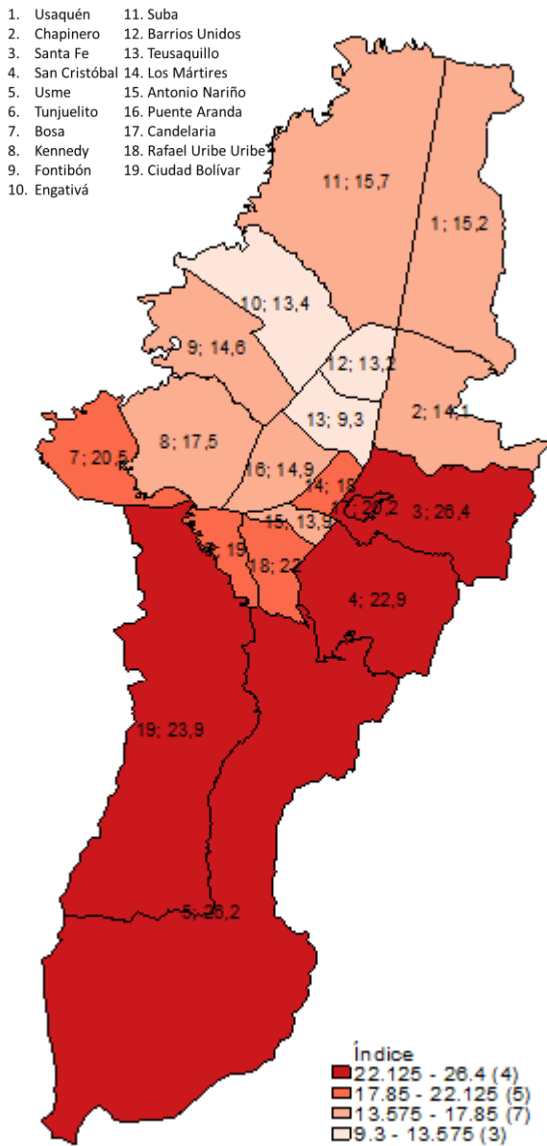 1. Usaquén 11. Suba
2. Chapinero 12. Barrios Unidos
3. Santa Fe 13. Teusaquillo
4. San Cristóbal 14. Los Mártires
5. Usme 15. Antonio Nariño
6. Tunjuelito 16. Puente Aranda
7. Bosa 17. Candelaria
8. Kennedy 18. Rafael Uribe Uribe
9. Fontibón 19. Ciudad Bolívar
10. Engativá
11; 15,7
1; 15,2
10; 13,4
9; 14,6
12; 13,2
2; 14,1
13; 9,3
7; 20,5
8; 17,5
16; 14,9
14; 18
17; 20,2
3; 26,4
15; 13,9
19
18; 22
4; 22,9
19; 23,9
5;
Índice
22.125 - 26.4 (4)
17.85 - 22.125 (5)
13.575 - 17.85 (7)
9.3 - 13.575 (3)